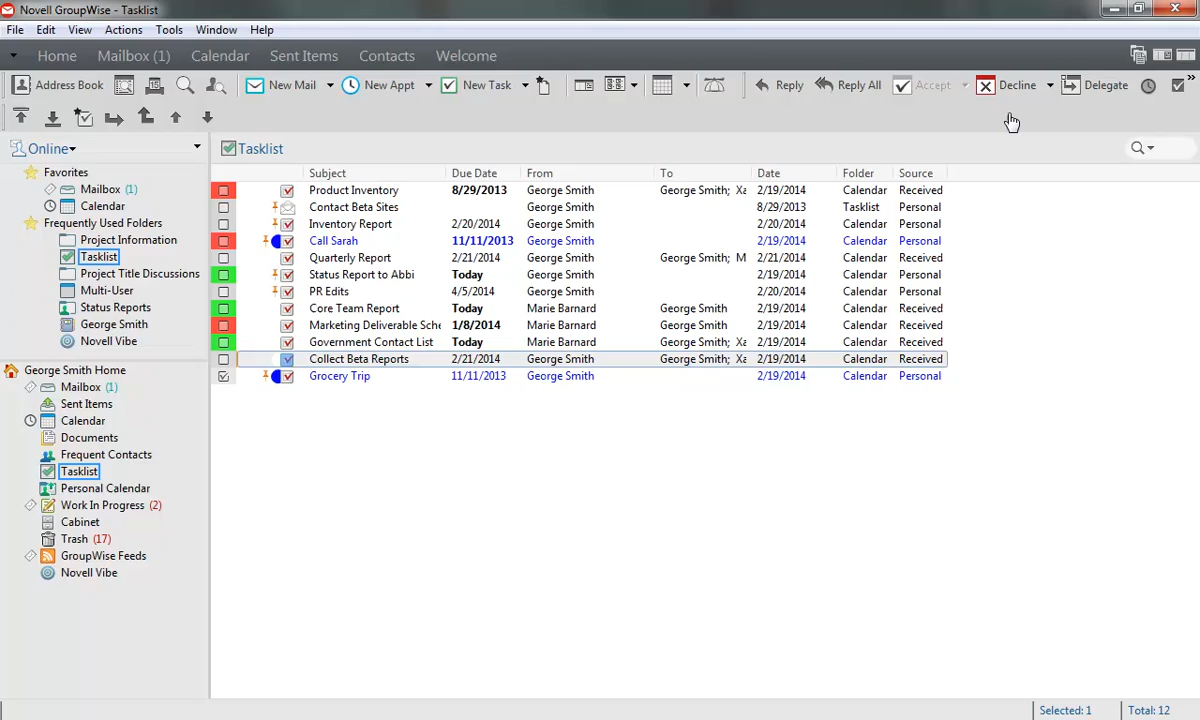 Novell GroupWise - Tasklist
File Edit View Actions Tools Window Help
Home Mailbox (1) Calendar Sent Items Contacts Welcome
Address Book New Mail New Appt New Task Reply Reply All Accept Decline Delegate
Online
Tasklist
Favorites
Mailbox (1)
Calendar
Frequently Used Folders
Project Information
Tasklist
Project Title Discussions
Multi-User
Status Reports
George Smith
Novell Vibe
George Smith Home
Mailbox (1)
Sent Items
Calendar
Documents
Frequent Contacts
Tasklist
Personal Calendar
Work In Progress (2)
Cabinet
Trash (17)
GroupWise Feeds
Novell Vibe
Subject Due Date From To Date Folder Source
Product Inventory 8/29/2013 George Smith George Smith; Xa 2/19/2014 Calendar Received
Contact Beta Sites George Smith 8/29/2013 Tasklist Personal
Inventory Report 2/20/2014 George Smith 2/19/2014 Calendar Personal
Call Sarah 11/11/2013 George Smith 2/19/2014 Calendar Personal
Quarterly Report 2/21/2014 George Smith George Smith; M 2/21/2014 Calendar Received
Status Report to Abbi Today George Smith 2/19/2014 Calendar Personal
PR Edits 4/5/2014 George Smith 2/20/2014 Calendar Personal
Core Team Report Today Marie Barnard George Smith 2/19/2014 Calendar Received
Marketing Deliverable Sche 1/8/2014 Marie Barnard George Smith 2/19/2014 Calendar Received
Government Contact List Today Marie Barnard George Smith 2/19/2014 Calendar Received
Collect Beta Reports 2/21/2014 George Smith George Smith; Xa 2/19/2014 Calendar Received
Grocery Trip 11/11/2013 George Smith 2/19/2014 Calendar Personal
Selected: 1 Total: 12